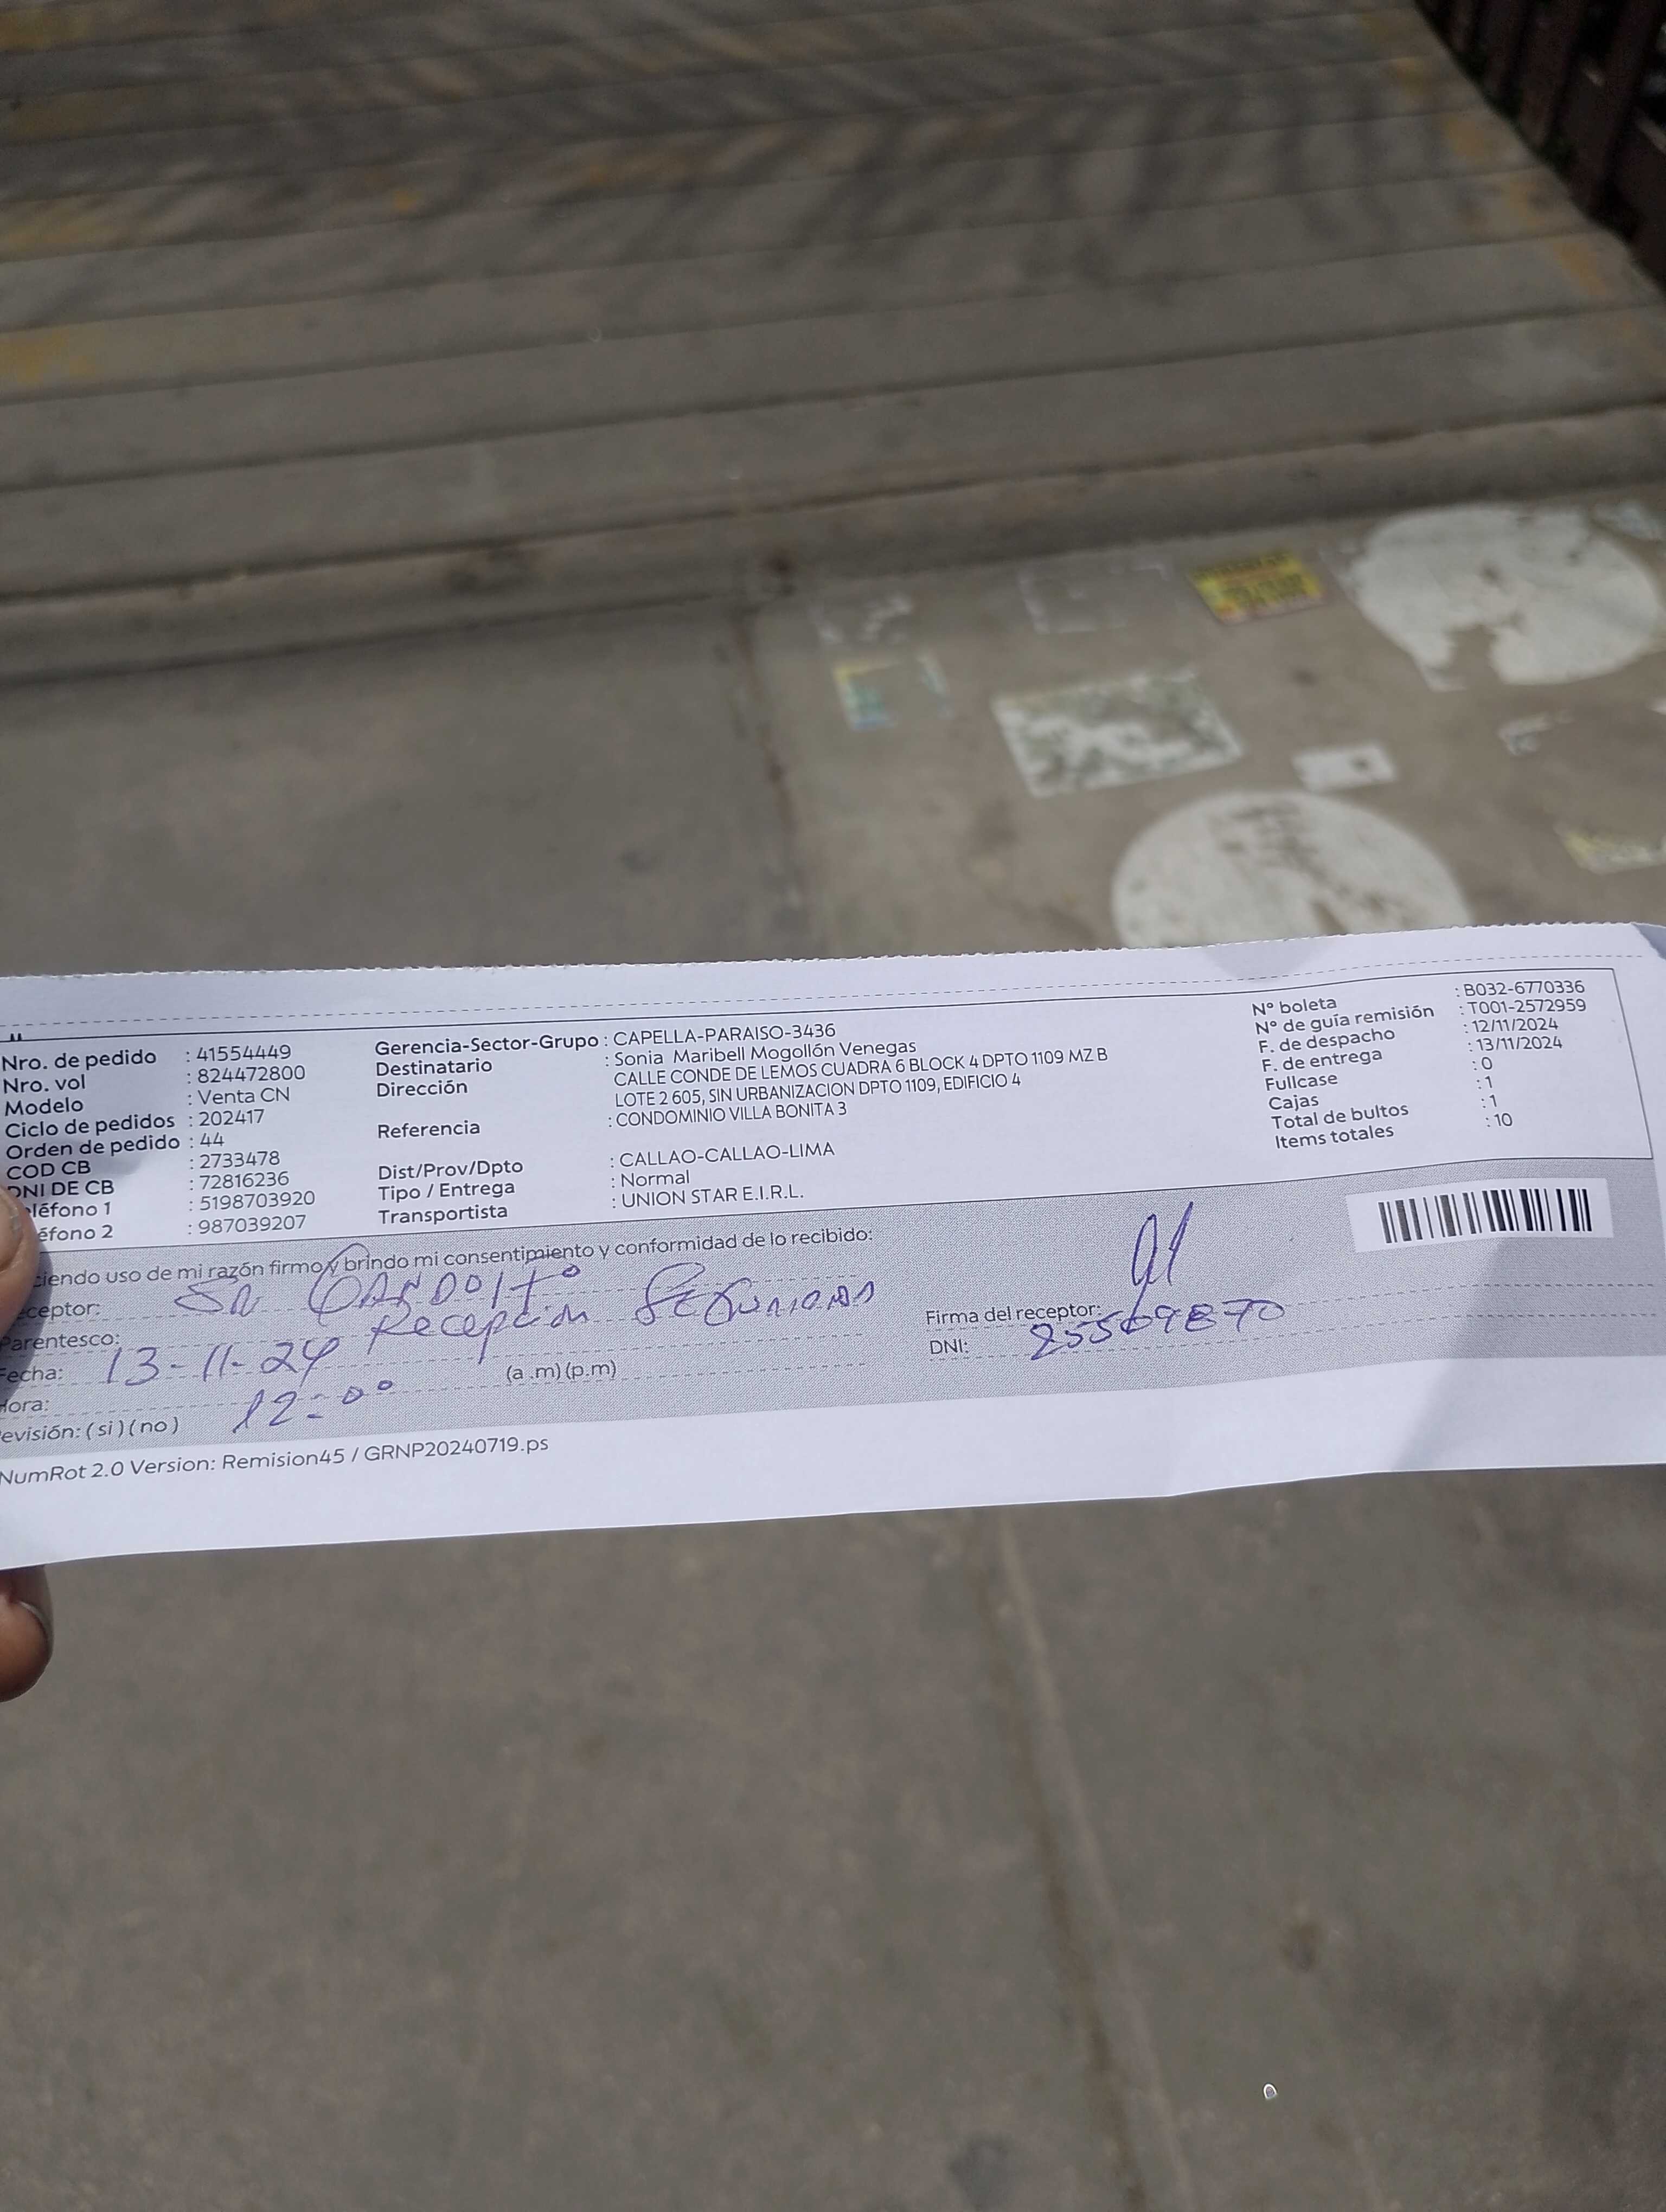 Nro. de pedido : 41554449
Nro. vol : 824472800
Modelo : Venta CN
Ciclo de pedidos : 202417
Orden de pedido : 44
COD CB : 2733478
DNI DE CB : 72816236
léfono 1 : 5198703920
éfono 2 : 987039207
Gerencia-Sector-Grupo : CAPELLA-PARAISO-3436
Destinatario : Sonia Maribell Mogollón Venegas
Dirección CALLE CONDE DE LEMOS CUADRA 6 BLOCK 4 DPTO 1109 MZ B
LOTE 2 605, SIN URBANIZACION DPTO 1109, EDIFICIO 4
Referencia : CONDOMINIO VILLA BONITA 3
Dist/Prov/Dpto : CALLAO-CALLAO-LIMA
Tipo / Entrega : Normal
Transportista : UNION STAR E.I.R.L.
N° boleta : B032-6770336
N° de guía remisión : T001-2572959
F. de despacho : 12/11/2024
F. de entrega : 13/11/2024
Fullcase : 0
Cajas : 1
Total de bultos : 1
Items totales : 10
ciendo uso de mi razón firmo y brindo mi consentimiento y conformidad de lo recibido:
ceptor: Sr
Parentesco: Recepción
Fecha: 13-11-24
Hora: 12:00 (a.m)(p.m)
evisión: (si)(no)
Firma del receptor:
DNI: 25569870
NumRot 2.0 Version: Remision45 / GRNP20240719.ps